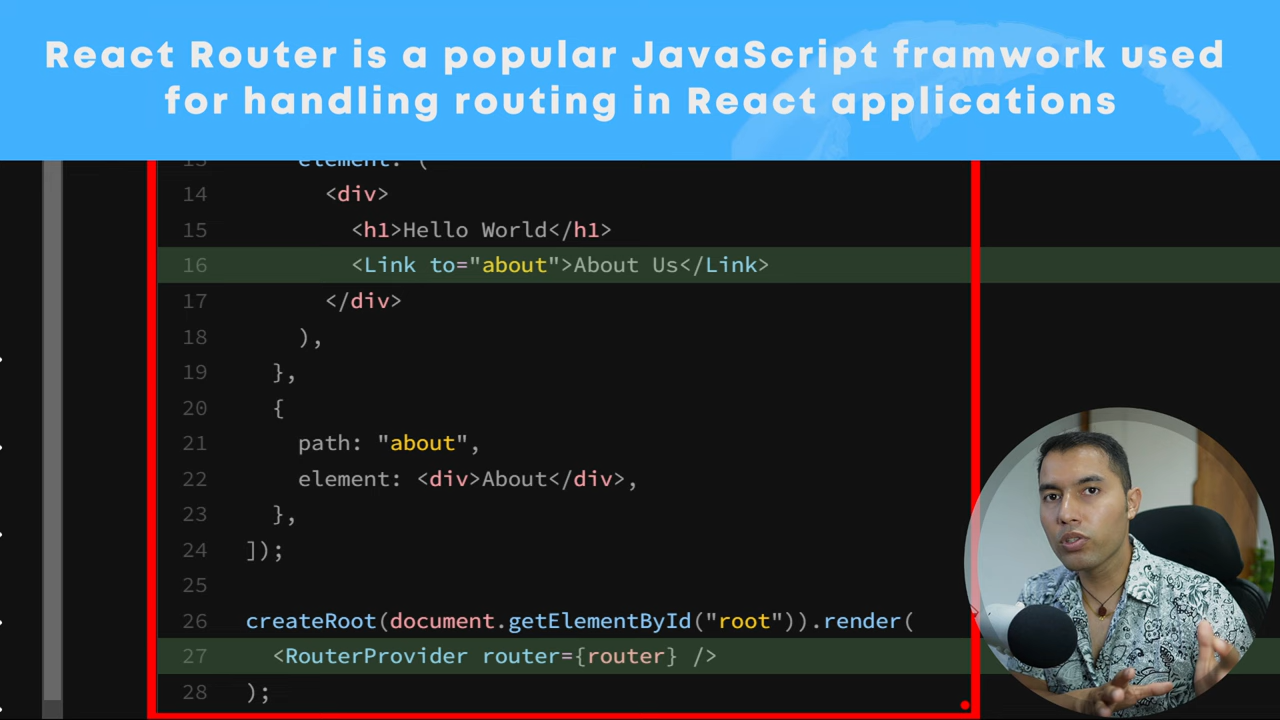 React Router is a popular JavaScript framwork used
for handling routing in React applications
13 element: (
14 <div>
15 <h1>Hello World</h1>
16 <Link to="about">About Us</Link>
17 </div>
18 ),
19 },
20 {
21 path: "about",
22 element: <div>About</div>,
23 },
24 ]);
25
26 createRoot(document.getElementById("root")).render(
27 <RouterProvider router={router} />
28 );